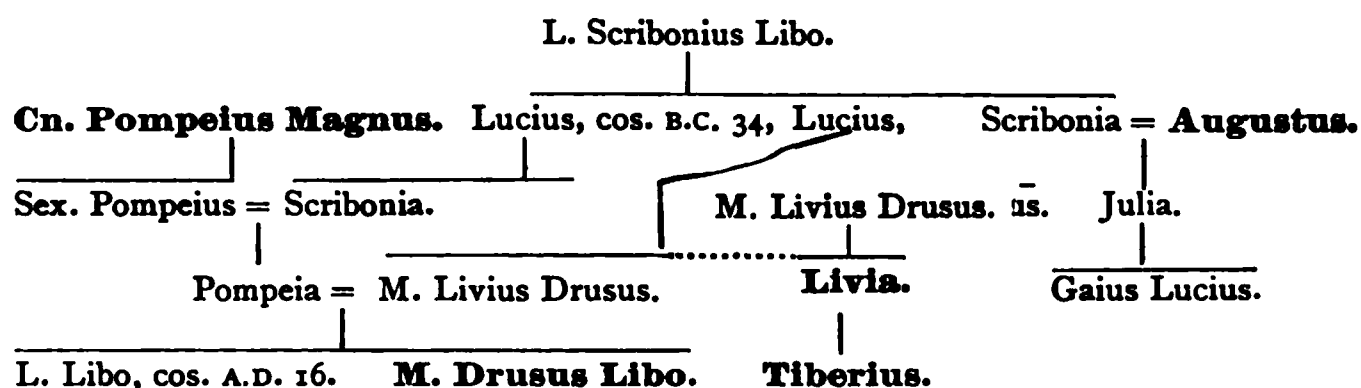 L. Scribonius Libo.
Cn. Pompeius Magnus. Lucius, cos. B.C. 34, Lucius, Scribonia = Augustus.
Sex. Pompeius = Scribonia. M. Livius Drusus. us. Julia.
Pompeia = M. Livius Drusus. Livia. Gaius Lucius.
L. Libo, cos. A.D. 16. M. Drusus Libo. Tiberius.